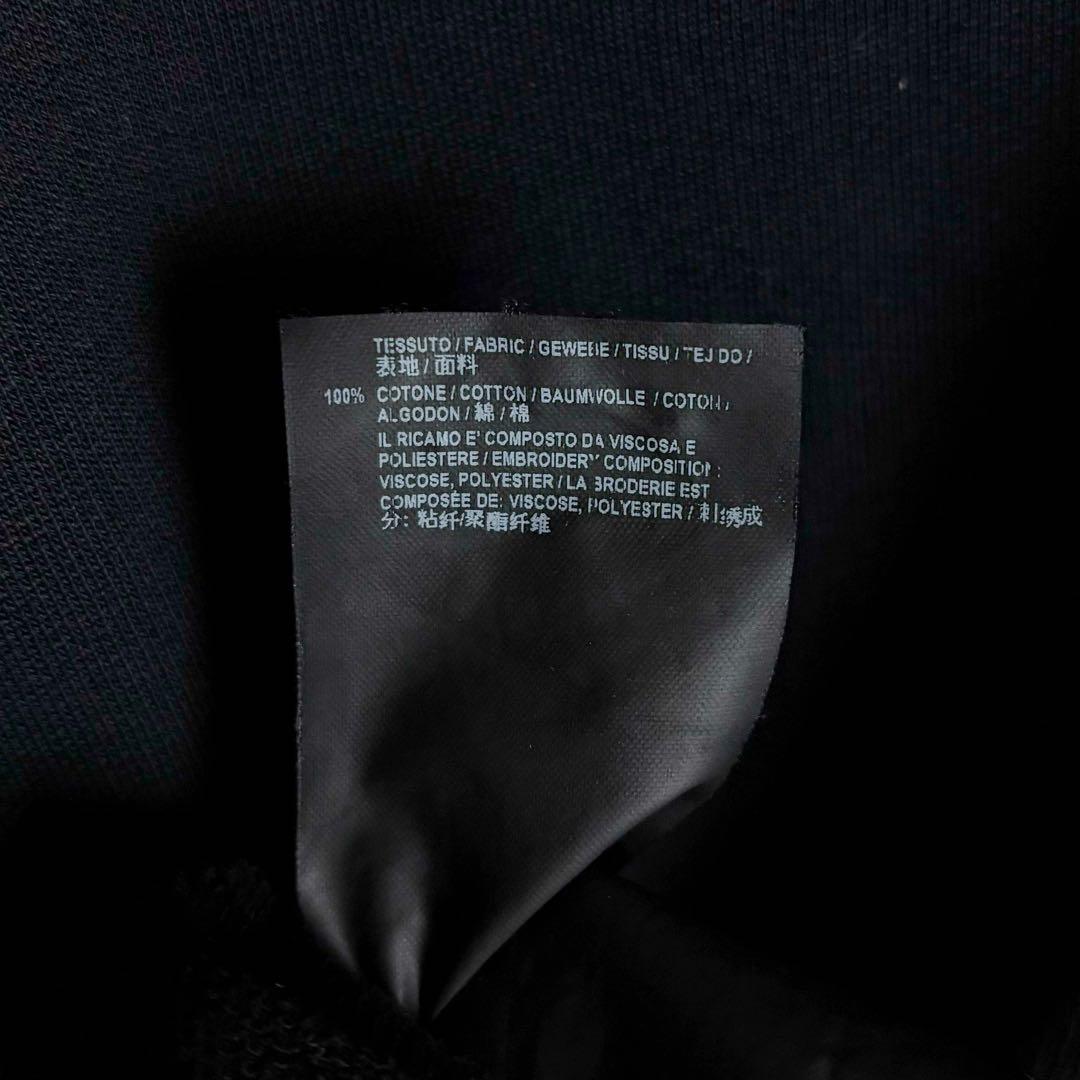 TESSUTO / FABRIC / GEWEBE / TISSU / TEJIDO /
表地 / 面料
100% COTONE / COTTON / BAUMWOLLE / COTON /
ALGODON / 綿 / 棉
IL RICAMO E' COMPOSTO DA VISCOSA E
POLIESTERE / EMBROIDERY COMPOSITION :
VISCOSE, POLYESTER / LA BRODERIE EST
COMPOSÉE DE: VISCOSE, POLYESTER / 刺绣成
分: 粘纤/聚酯纤维